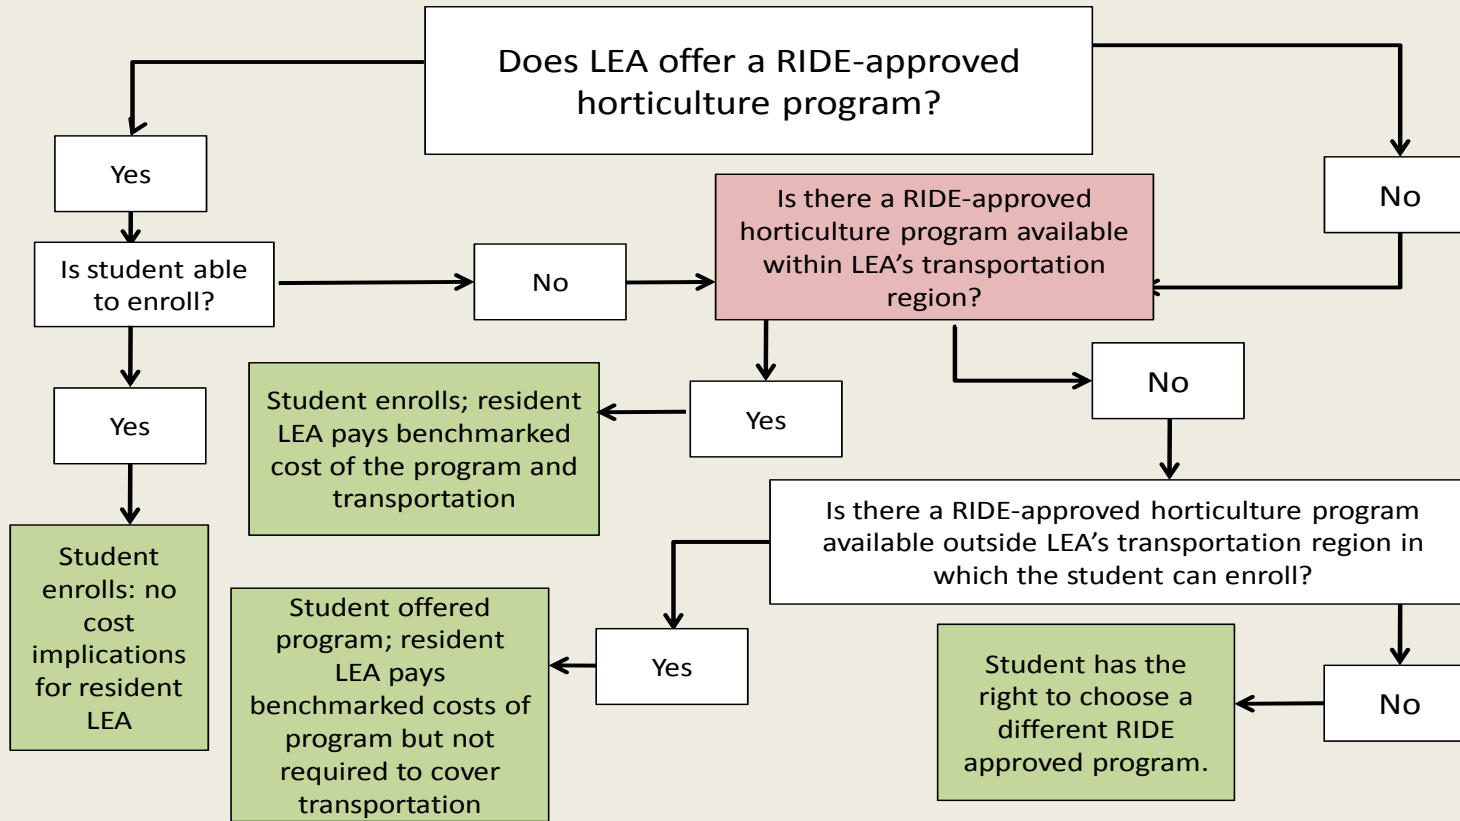 Does LEA offer a RIDE-approved
horticulture program?
Yes
No
Is there a RIDE-approved
horticulture program available
within LEA’s transportation
region?
Is student able
to enroll?
No
No
Student enrolls; resident
LEA pays benchmarked
cost of the program and
transportation
Yes
Yes
Is there a RIDE-approved horticulture program
available outside LEA’s transportation region in
which the student can enroll?
Student
enrolls: no
cost
implications
for resident
LEA
Student offered
program; resident
LEA pays
benchmarked costs of
program but not
required to cover
transportation
Yes
Student has the
right to choose a
different RIDE
approved program.
No